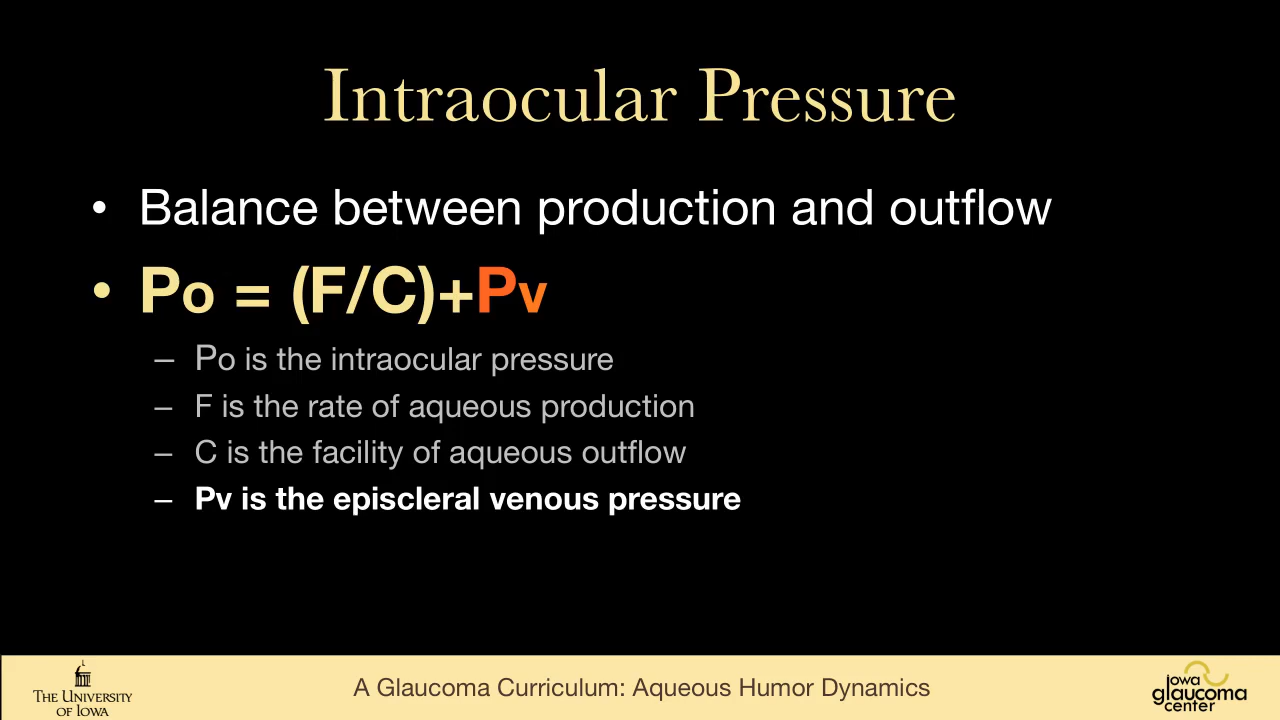 Intraocular Pressure
• Balance between production and outflow
• Po = (F/C)+Pv
– Po is the intraocular pressure
– F is the rate of aqueous production
– C is the facility of aqueous outflow
– Pv is the episcleral venous pressure
THE UNIVERSITY
OF IOWA
A Glaucoma Curriculum: Aqueous Humor Dynamics
iowa
glaucoma
center